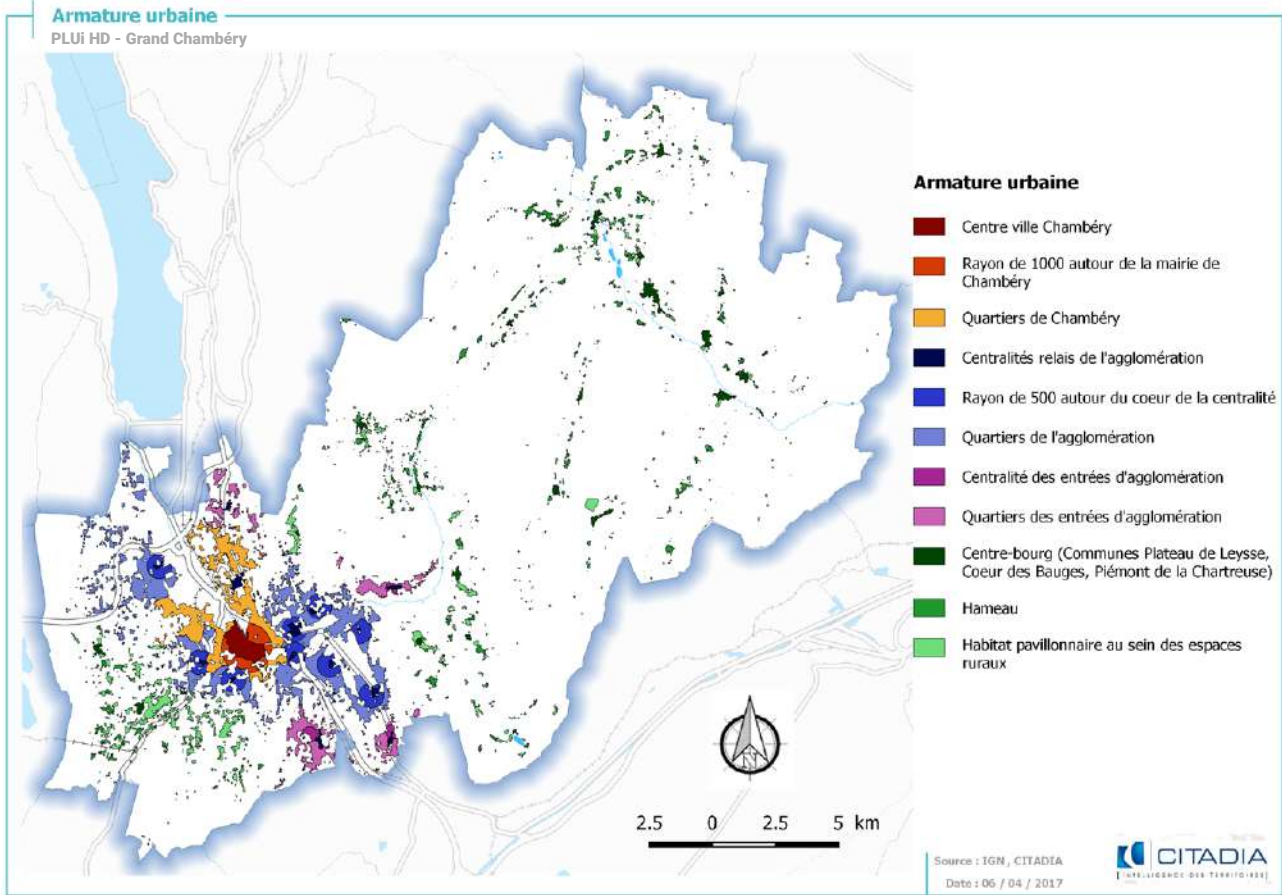 Armature urbaine
PLUi HD - Grand Chambéry
Armature urbaine
Centre ville Chambéry
Rayon de 1000 autour de la mairie de
Chambéry
Quartiers de Chambéry
Centralités relais de l'agglomération
Rayon de 500 autour du coeur de la centralité
Quartiers de l'agglomération
Centralité des entrées d'agglomération
Quartiers des entrées d'agglomération
Centre-bourg (Communes Plateau de Leysse,
Coeur des Bauges, Piémont de la Chartreuse)
Hameau
Habitat pavillonnaire au sein des espaces
ruraux
N
2.5 0 2.5 5 km
Source : IGN, CITADIA
Date : 06 / 04 / 2017
CITADIA
[INTELLIGENCE DES TERRITOIRES]